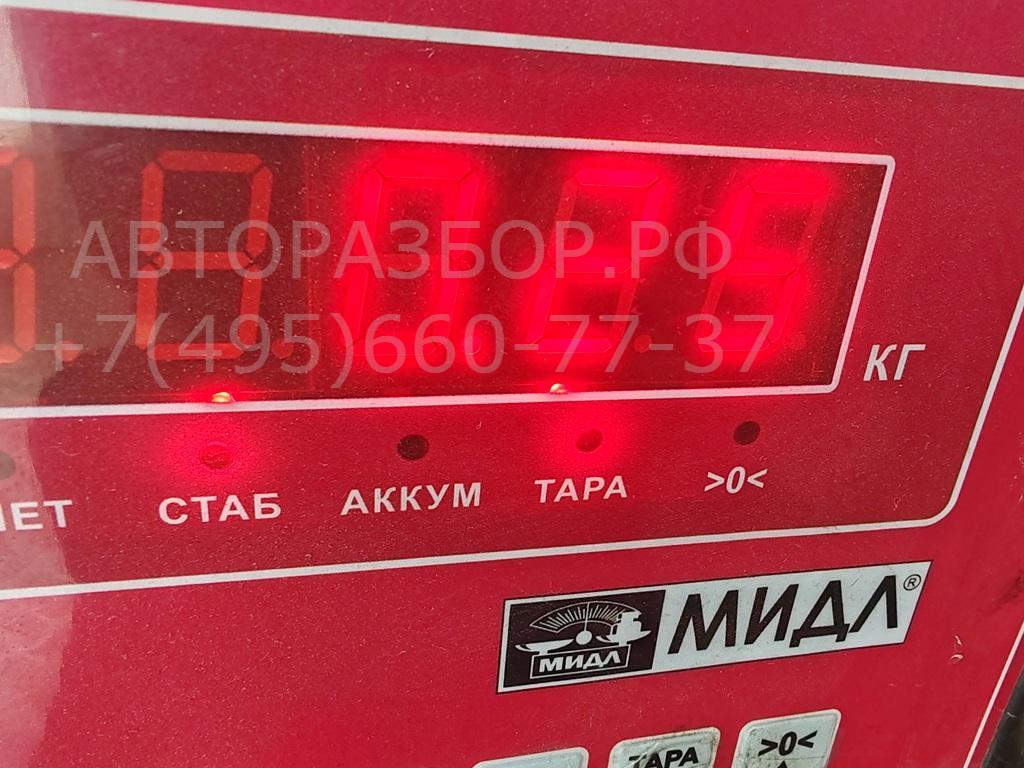 АВТОРАЗБОР.РФ
+7(495)660-77-37
КГ
СТАБ АККУМ ТАРА >0<
МИДЛ МИДЛ®
ТАРА >0<